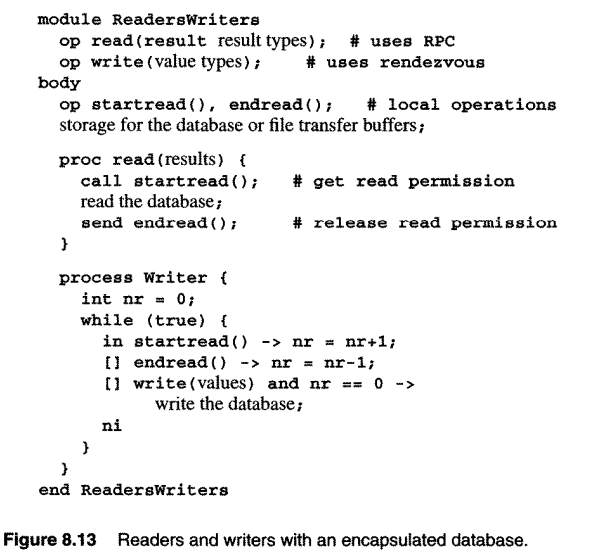 module ReadersWriters
op read(result result types); # uses RPC
op write(value types); # uses rendezvous
body
op startread(), endread(); # local operations
storage for the database or file transfer buffers;
proc read(results) {
call startread(); # get read permission
read the database;
send endread(); # release read permission
}
process Writer {
int nr = 0;
while (true) {
in startread() -> nr = nr+1;
[] endread() -> nr = nr-1;
[] write(values) and nr == 0 ->
write the database;
ni
}
}
end ReadersWriters
Figure 8.13 Readers and writers with an encapsulated database.